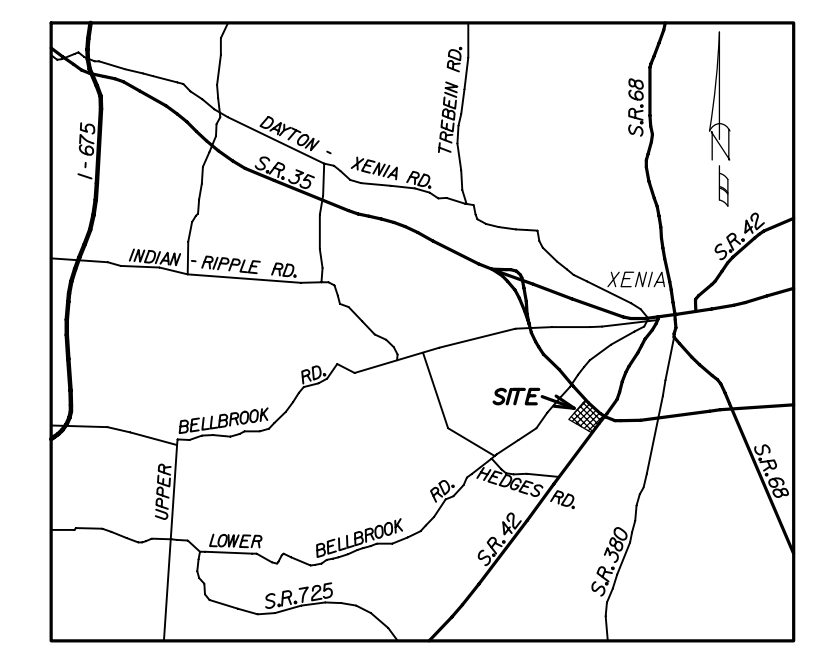 S.R.68
TREBEIN RD.
I-675
DAYTON - XENIA RD.
S.R.35
S.R.42
INDIAN - RIPPLE RD.
XENIA
SITE
BELLBROOK RD.
UPPER
HEDGES RD.
S.R.68
LOWER BELLBROOK RD.
S.R.42
S.R.380
S.R.725